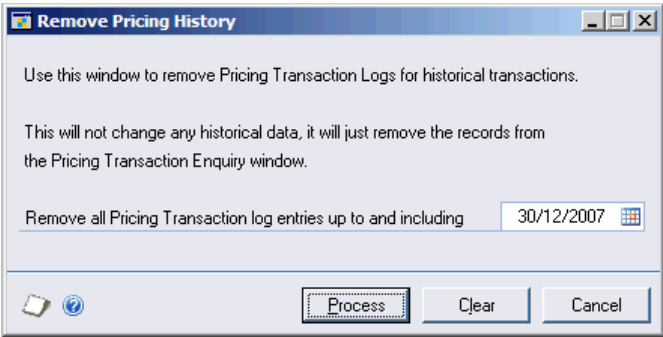 Remove Pricing History
Use this window to remove Pricing Transaction Logs for historical transactions.
This will not change any historical data, it will just remove the records from
the Pricing Transaction Enquiry window.
Remove all Pricing Transaction log entries up to and including 30/12/2007
Process Clear Cancel